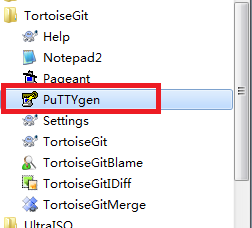 TortoiseGit
Help
Notepad2
Pageant
PuTTYgen
Settings
TortoiseGit
TortoiseGitBlame
TortoiseGitIDiff
TortoiseGitMerge
UltraISO